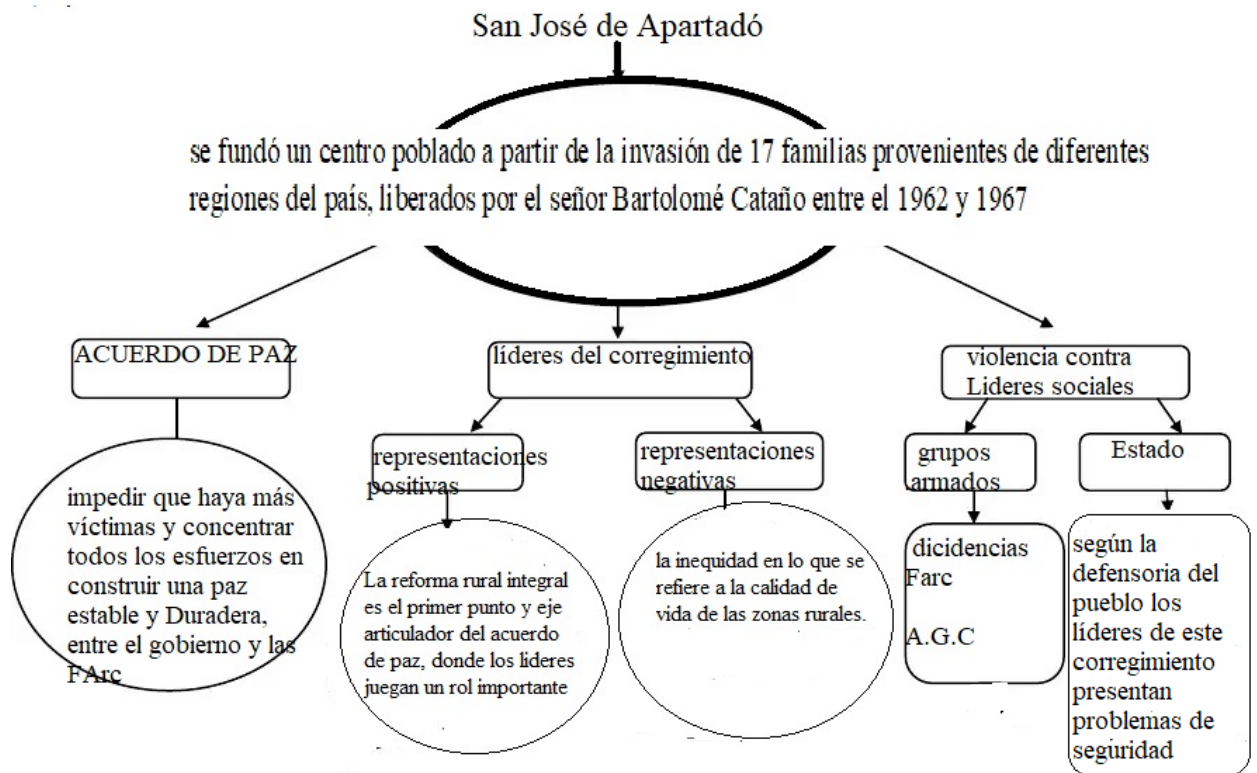 San José de Apartadó
se fundó un centro poblado a partir de la invasión de 17 familias provenientes de diferentes
regiones del país, liberados por el señor Bartolomé Cataño entre el 1962 y 1967
ACUERDO DE PAZ
impedir que haya más
víctimas y concentrar
todos los esfuerzos en
construir una paz
estable y Duradera,
entre el gobierno y las
FArc
líderes del corregimiento
representaciones
positivas
La reforma rural integral
es el primer punto y eje
articulador del acuerdo
de paz, donde los lideres
juegan un rol importante
representaciones
negativas
la inequidad en lo que se
refiere a la calidad de
vida de las zonas rurales.
violencia contra
Lideres sociales
grupos
armados
dicidencias
Farc
A.G.C
Estado
según la
defensoria del
pueblo los
líderes de este
corregimiento
presentan
problemas de
seguridad